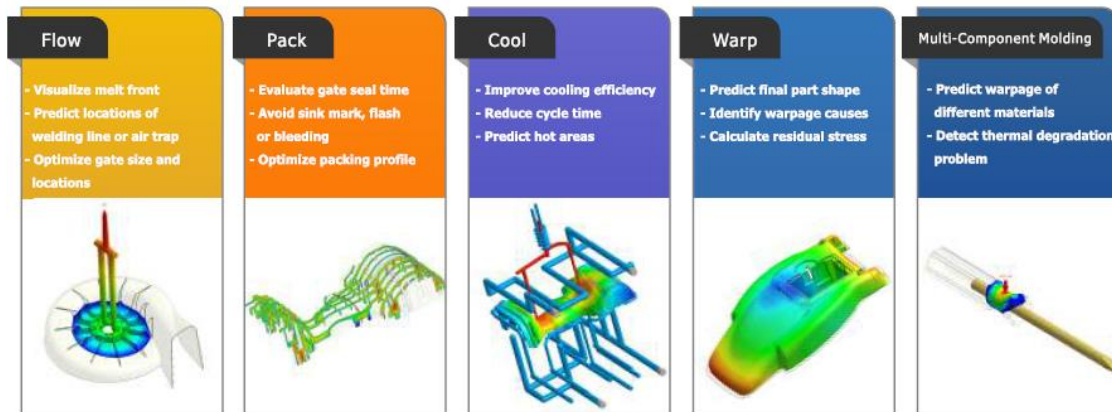 Flow
- Visualize melt front
- Predict locations of
welding line or air trap
- Optimize gate size and
locations
Pack
- Evaluate gate seal time
- Avoid sink mark, flash
or bleeding
- Optimize packing profile
Cool
- Improve cooling efficiency
- Reduce cycle time
- Predict hot areas
Warp
- Predict final part shape
- Identify warpage causes
- Calculate residual stress
Multi-Component Molding
- Predict warpage of
different materials
- Detect thermal degradation
problem